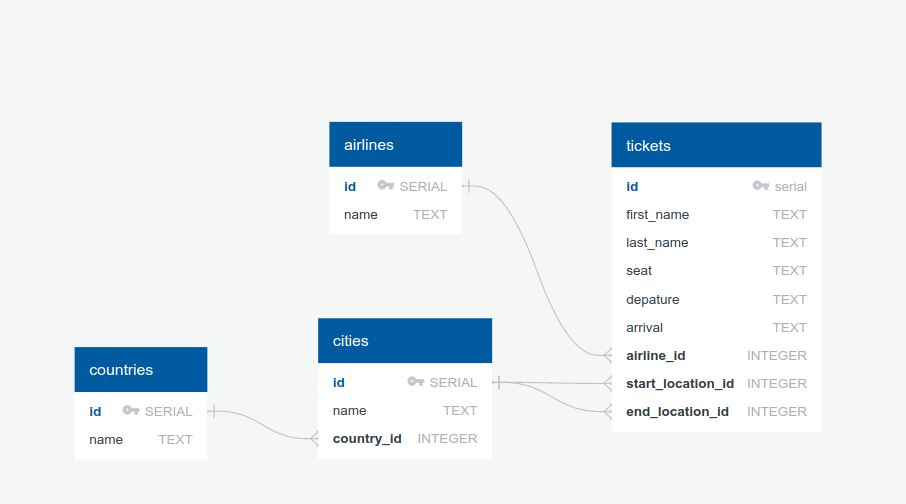 airlines
id SERIAL
name TEXT
tickets
id serial
first_name TEXT
last_name TEXT
seat TEXT
depature TEXT
arrival TEXT
airline_id INTEGER
start_location_id INTEGER
end_location_id INTEGER
cities
id SERIAL
name TEXT
country_id INTEGER
countries
id SERIAL
name TEXT